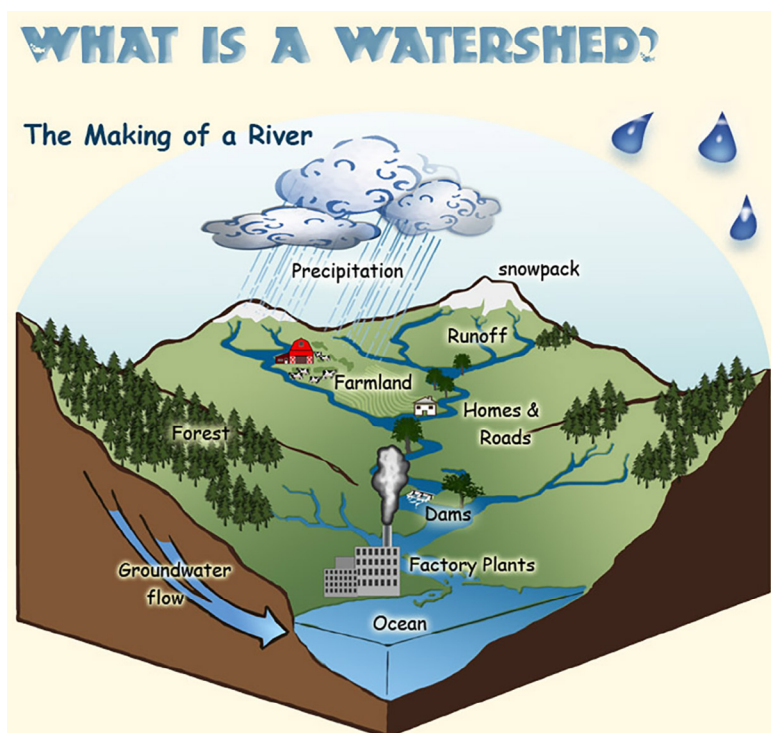 WHAT IS A WATERSHED?
The Making of a River
Precipitation
snowpack
Runoff
Farmland
Homes &
Roads
Forest
Dams
Factory Plants
Groundwater
flow
Ocean